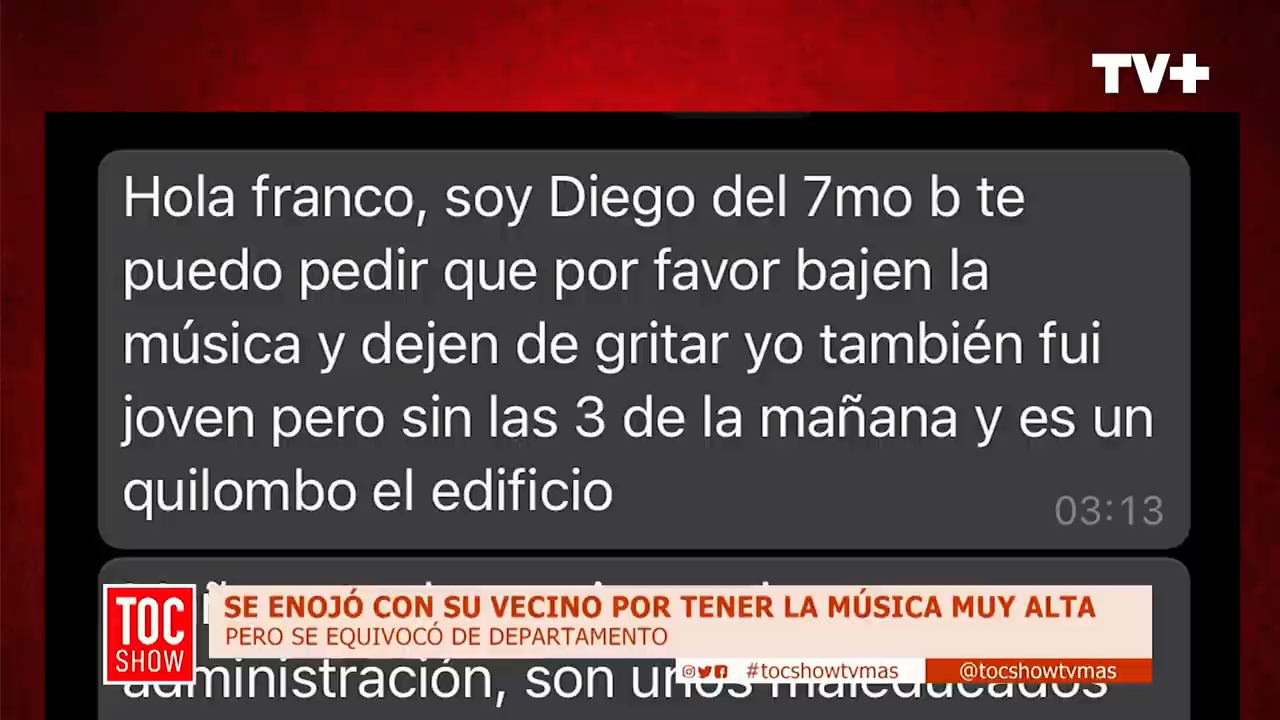 TV+
Hola franco, soy Diego del 7mo b te
puedo pedir que por favor bajen la
música y dejen de gritar yo también fui
joven pero sin las 3 de la mañana y es un
quilombo el edificio
03:13
TOC
SHOW
SE ENOJÓ CON SU VECINO POR TENER LA MÚSICA MUY ALTA
PERO SE EQUIVOCÓ DE DEPARTAMENTO
#tocshowtvmas
@tocshowtvmas
administración, son unos maleducados